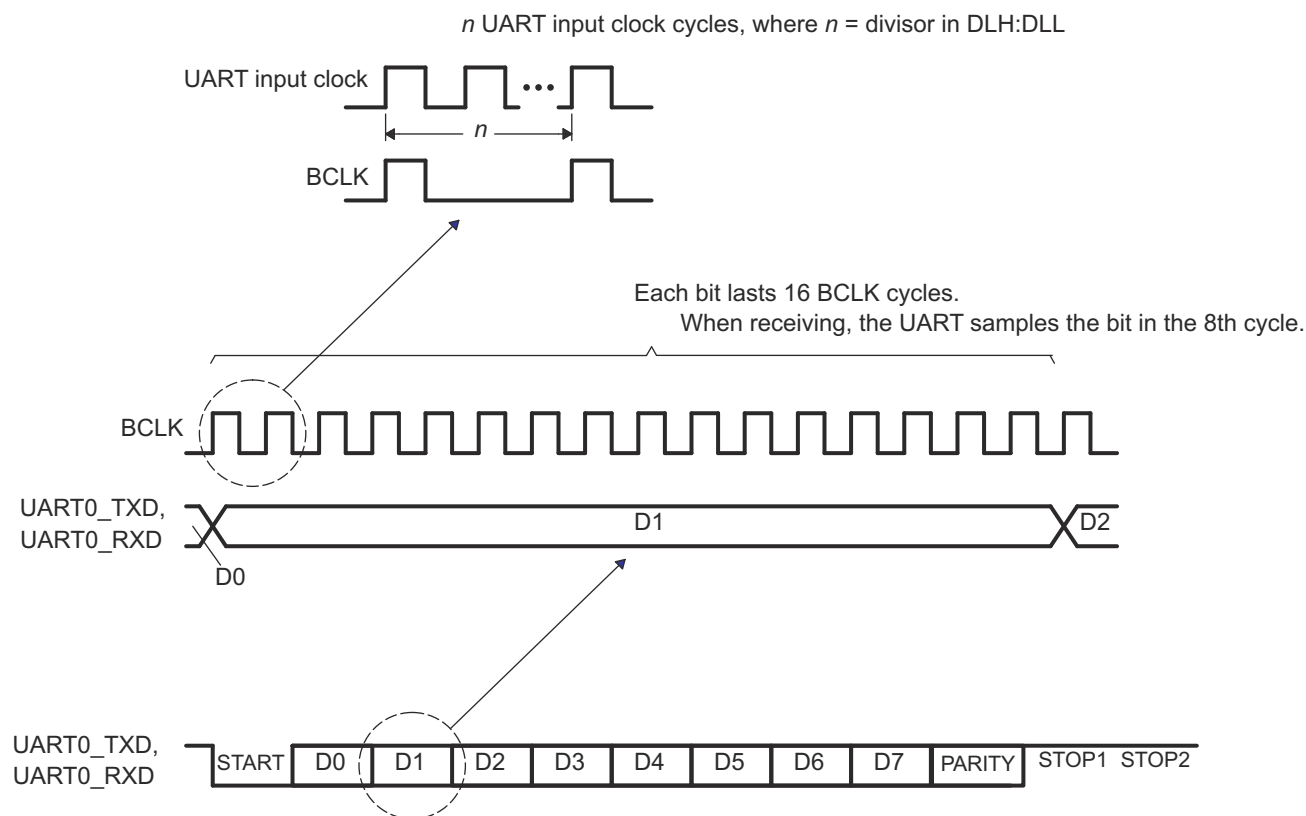 n UART input clock cycles, where n = divisor in DLH:DLL
UART input clock
n
BCLK
Each bit lasts 16 BCLK cycles.
When receiving, the UART samples the bit in the 8th cycle.
BCLK
UART0_TXD,
UART0_RXD
D1
D2
D0
UART0_TXD,
UART0_RXD
START D0 D1 D2 D3 D4 D5 D6 D7 PARITY STOP1 STOP2